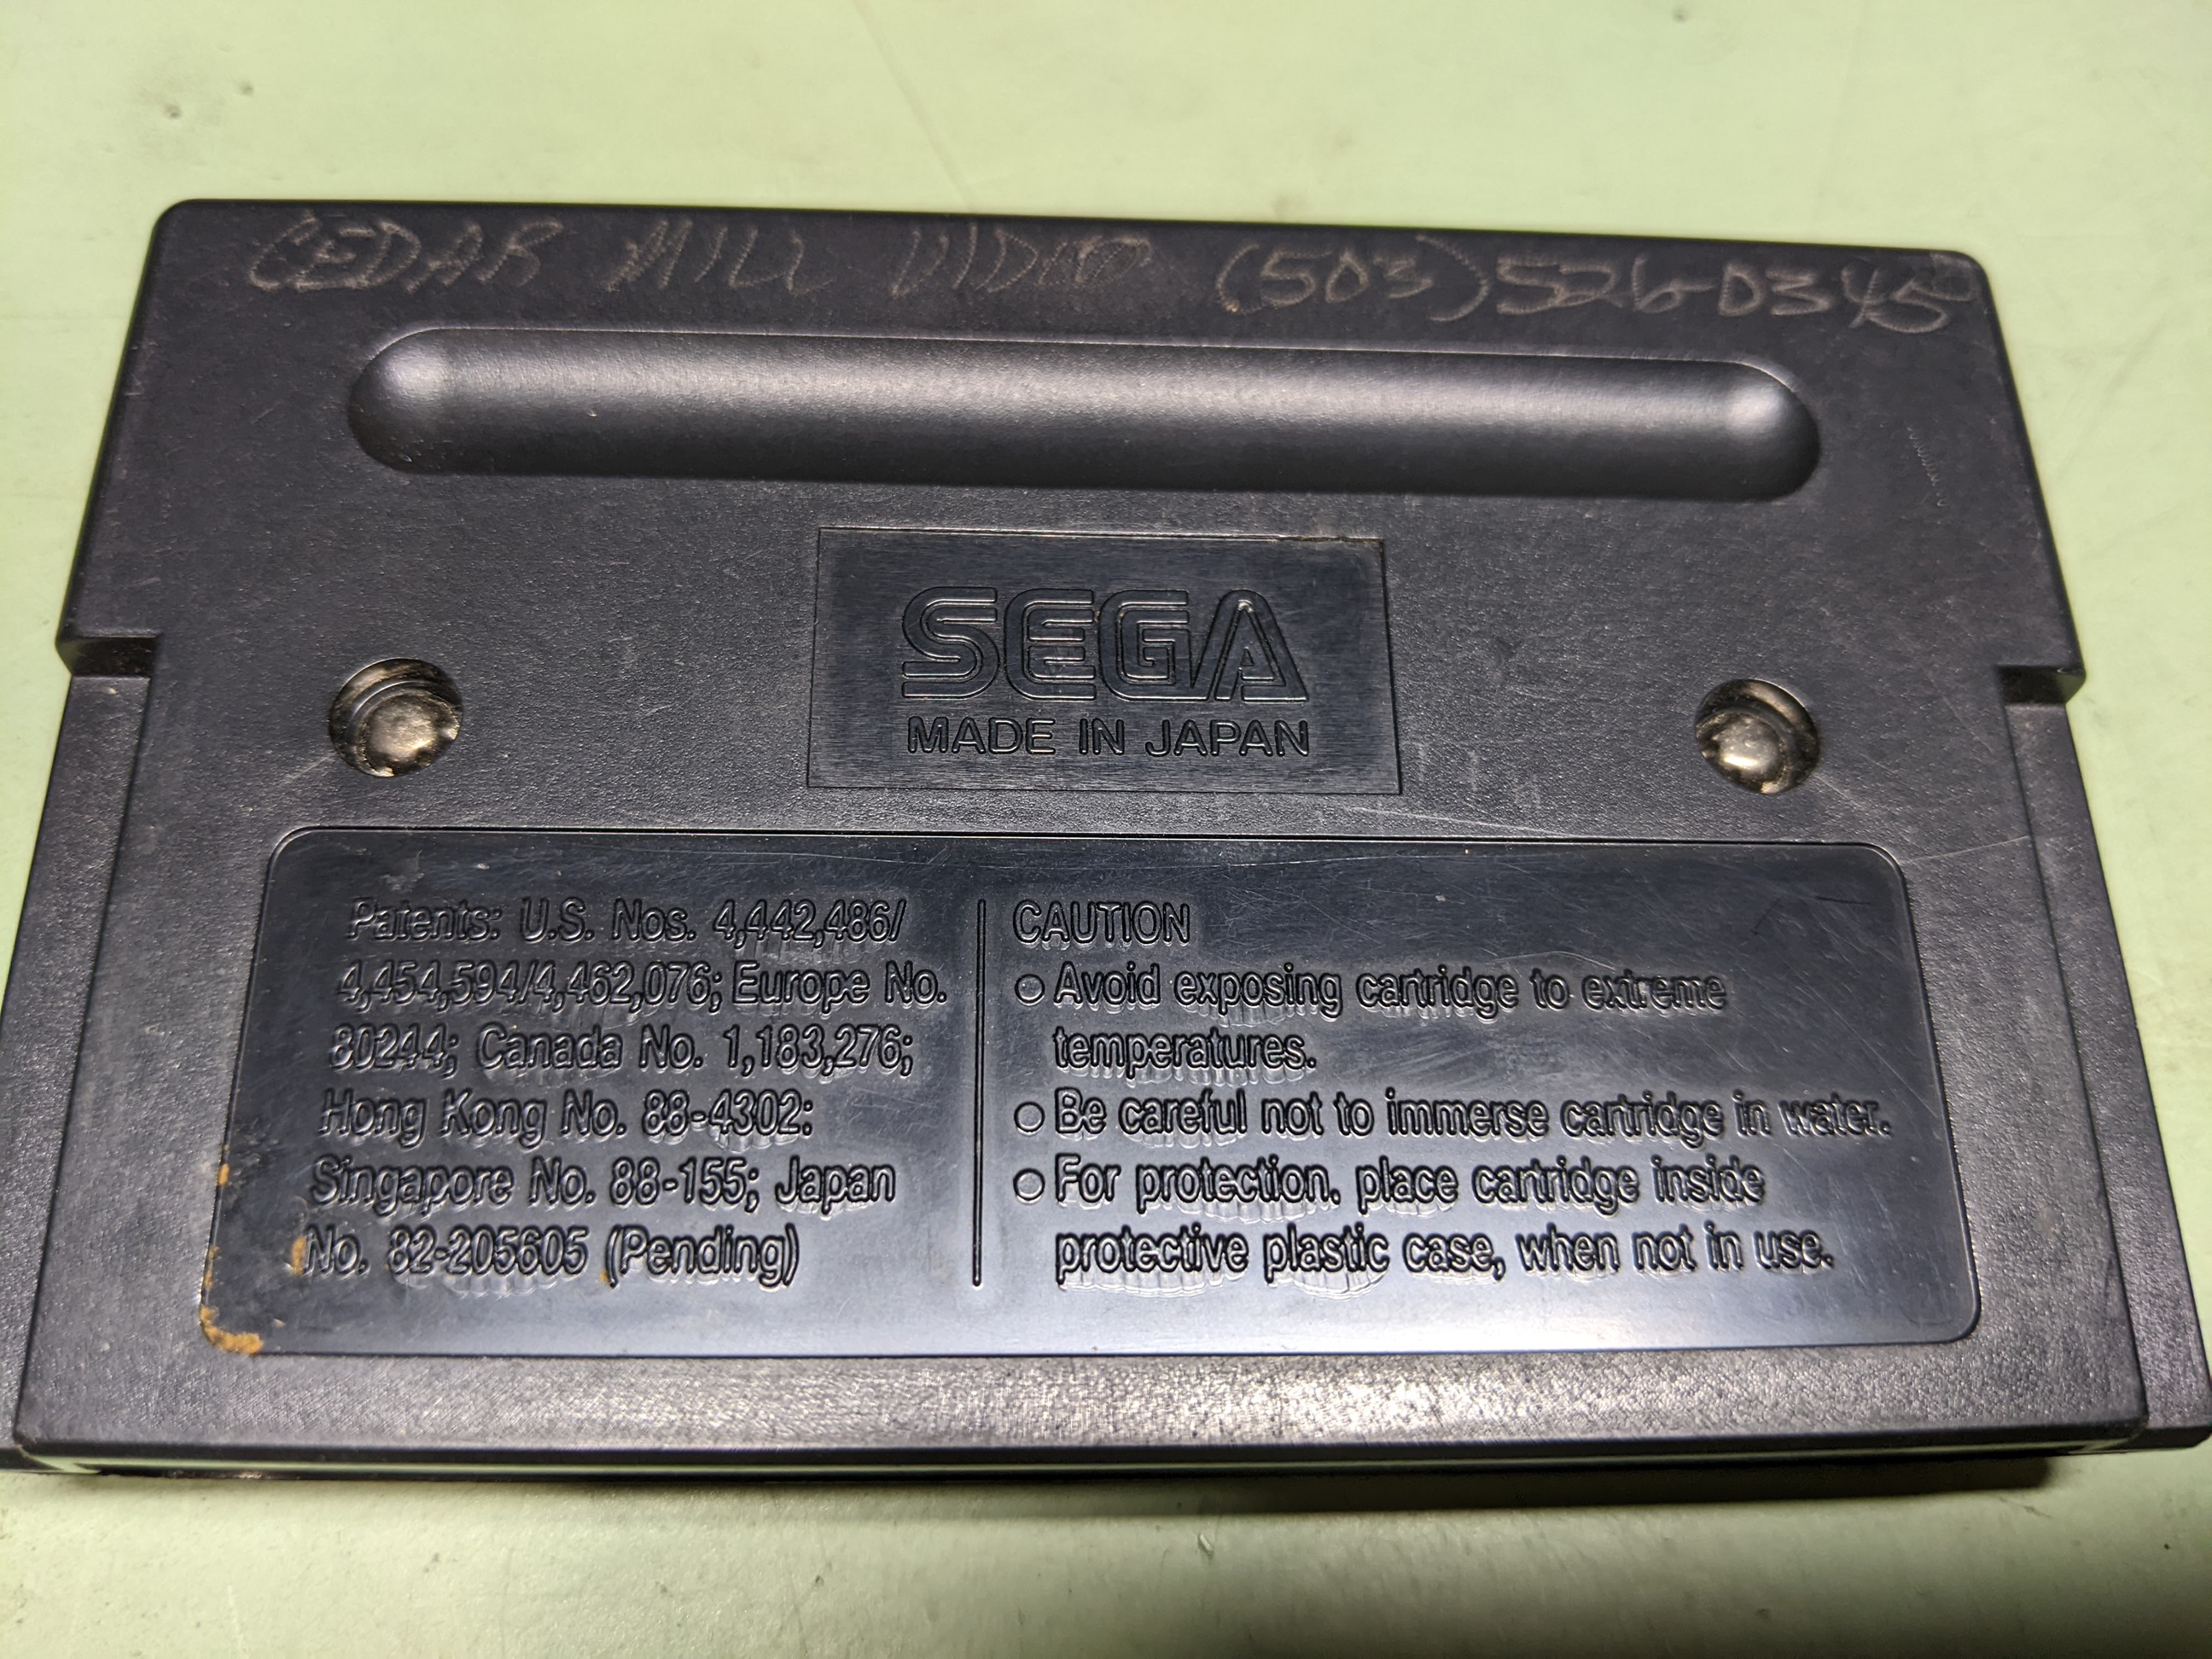 CEDAR MILL VIDEO (503) 526-0345
SEGA
MADE IN JAPAN
Patents: U.S. Nos. 4,442,486/
4,454,594/4,462,076; Europe No.
80244; Canada No. 1,183,276;
Hong Kong No. 88-4302:
Singapore No. 88-155; Japan
No. 82-205605 (Pending)
CAUTION
○ Avoid exposing cartridge to extreme
temperatures.
○ Be careful not to immerse cartridge in water.
○ For protection, place cartridge inside
protective plastic case, when not in use.